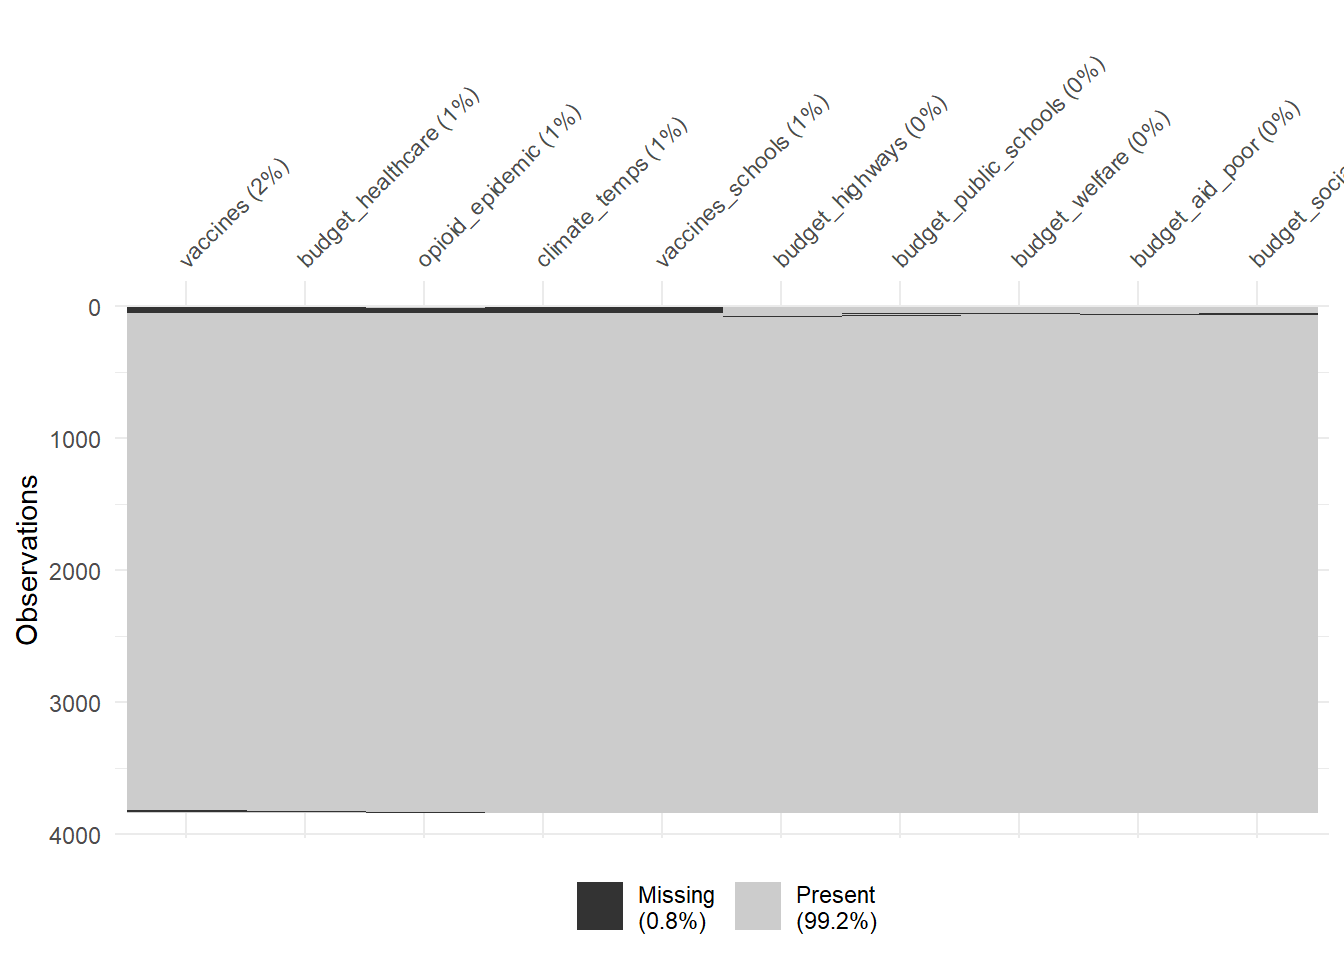 vaccines (2%)
budget_healthcare (1%)
opioid_epidemic (1%)
climate_temps (1%)
vaccines_schools (1%)
budget_highways (0%)
budget_public_schools (0%)
budget_welfare (0%)
budget_aid_poor (0%)
budget_socia
0
1000
2000
3000
4000
Observations
Missing
(0.8%)
Present
(99.2%)